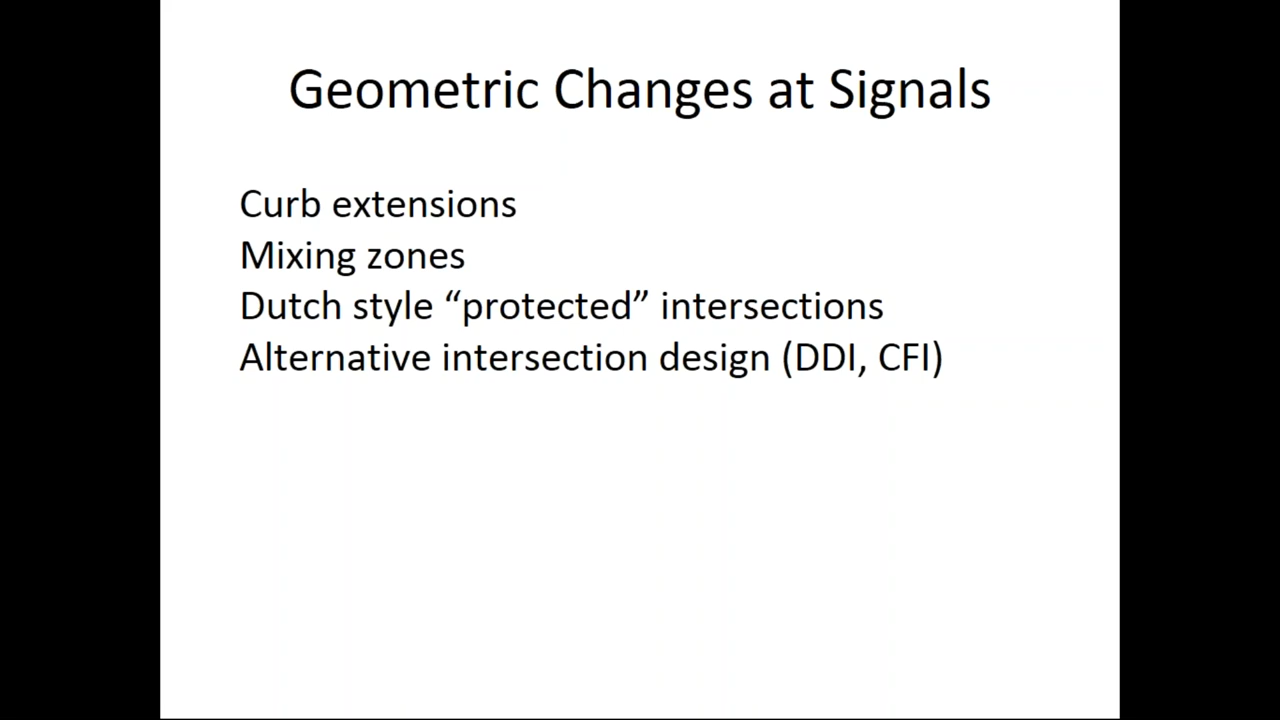 Geometric Changes at Signals
Curb extensions
Mixing zones
Dutch style “protected” intersections
Alternative intersection design (DDI, CFI)